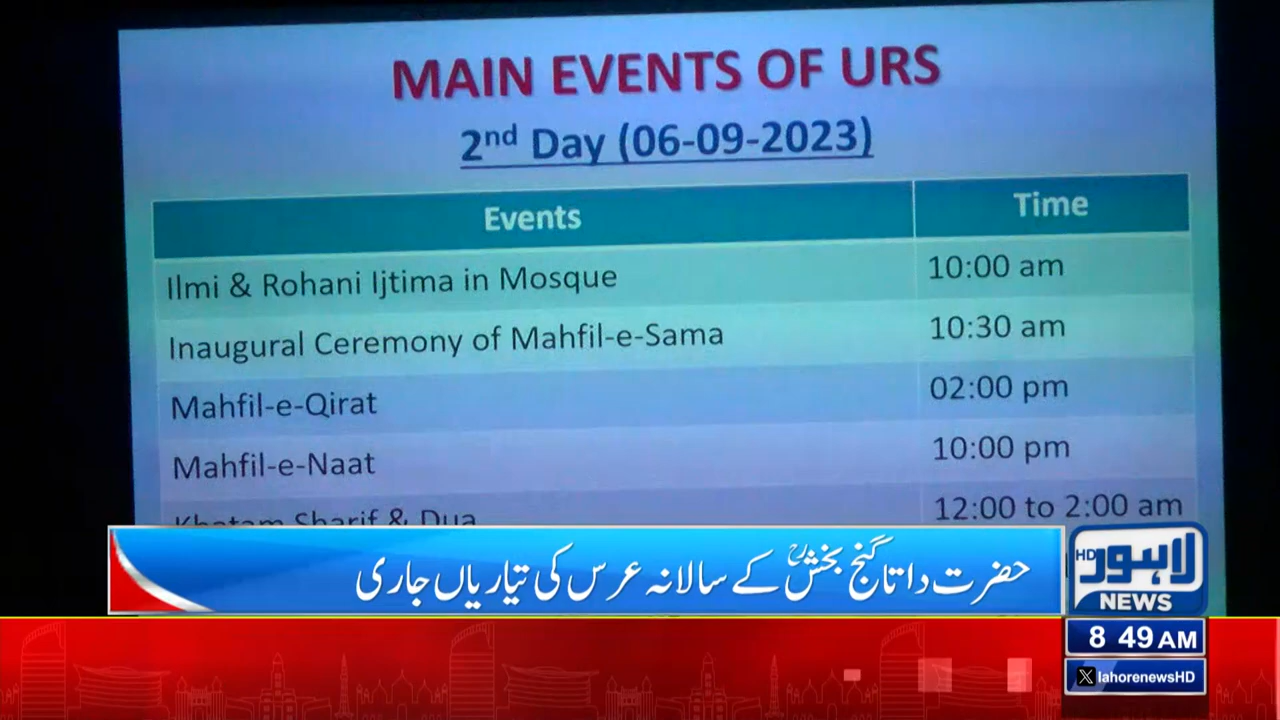 MAIN EVENTS OF URS
2nd Day (06-09-2023)
Events Time
Ilmi & Rohani Ijtima in Mosque 10:00 am
Inaugural Ceremony of Mahfil-e-Sama 10:30 am
Mahfil-e-Qirat 02:00 pm
Mahfil-e-Naat 10:00 pm
Khatam Sharif & Dua 12:00 to 2:00 am
حضرت داتا گنج بخشؒ کے سالانہ عرس کی تیاریاں جاری
HD لاہور
NEWS
8 49 AM
X lahorenewsHD